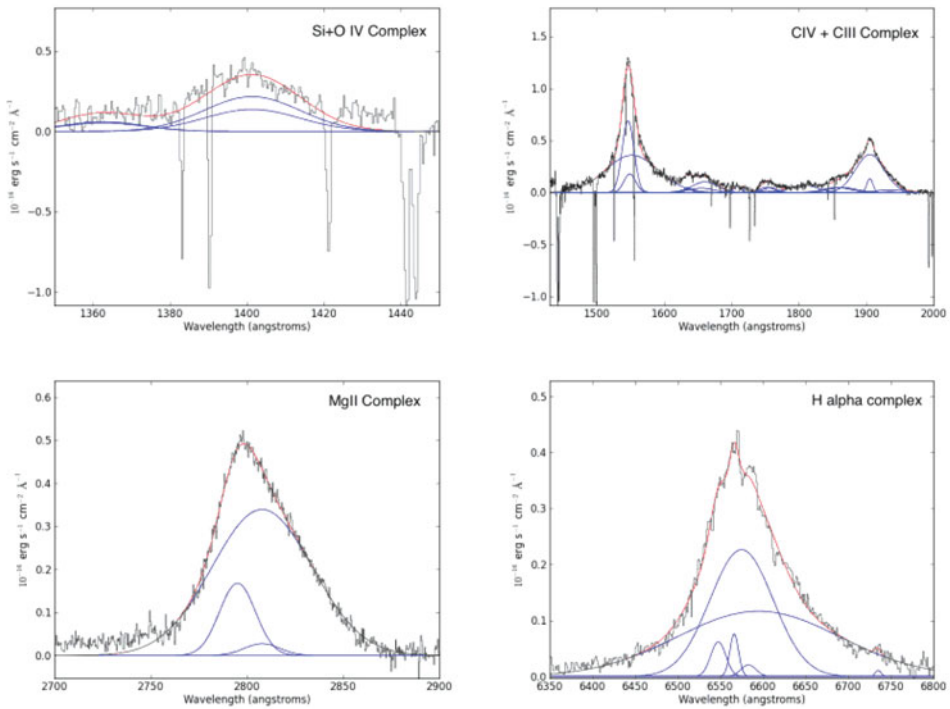 Si+O IV Complex
0.5
0.0
−0.5
−1.0
10⁻¹⁶ erg s⁻¹ cm⁻² Å⁻¹
1360 1380 1400 1420 1440
Wavelength (angstroms)
CIV + CIII Complex
1.5
1.0
0.5
0.0
−0.5
−1.0
10⁻¹⁶ erg s⁻¹ cm⁻² Å⁻¹
1500 1600 1700 1800 1900 2000
Wavelength (angstroms)
MgII Complex
0.6
0.5
0.4
0.3
0.2
0.1
0.0
10⁻¹⁶ erg s⁻¹ cm⁻² Å⁻¹
2700 2750 2800 2850 2900
Wavelength (angstroms)
H alpha complex
0.5
0.4
0.3
0.2
0.1
0.0
10⁻¹⁶ erg s⁻¹ cm⁻² Å⁻¹
6350 6400 6450 6500 6550 6600 6650 6700 6750 6800
Wavelength (angstroms)